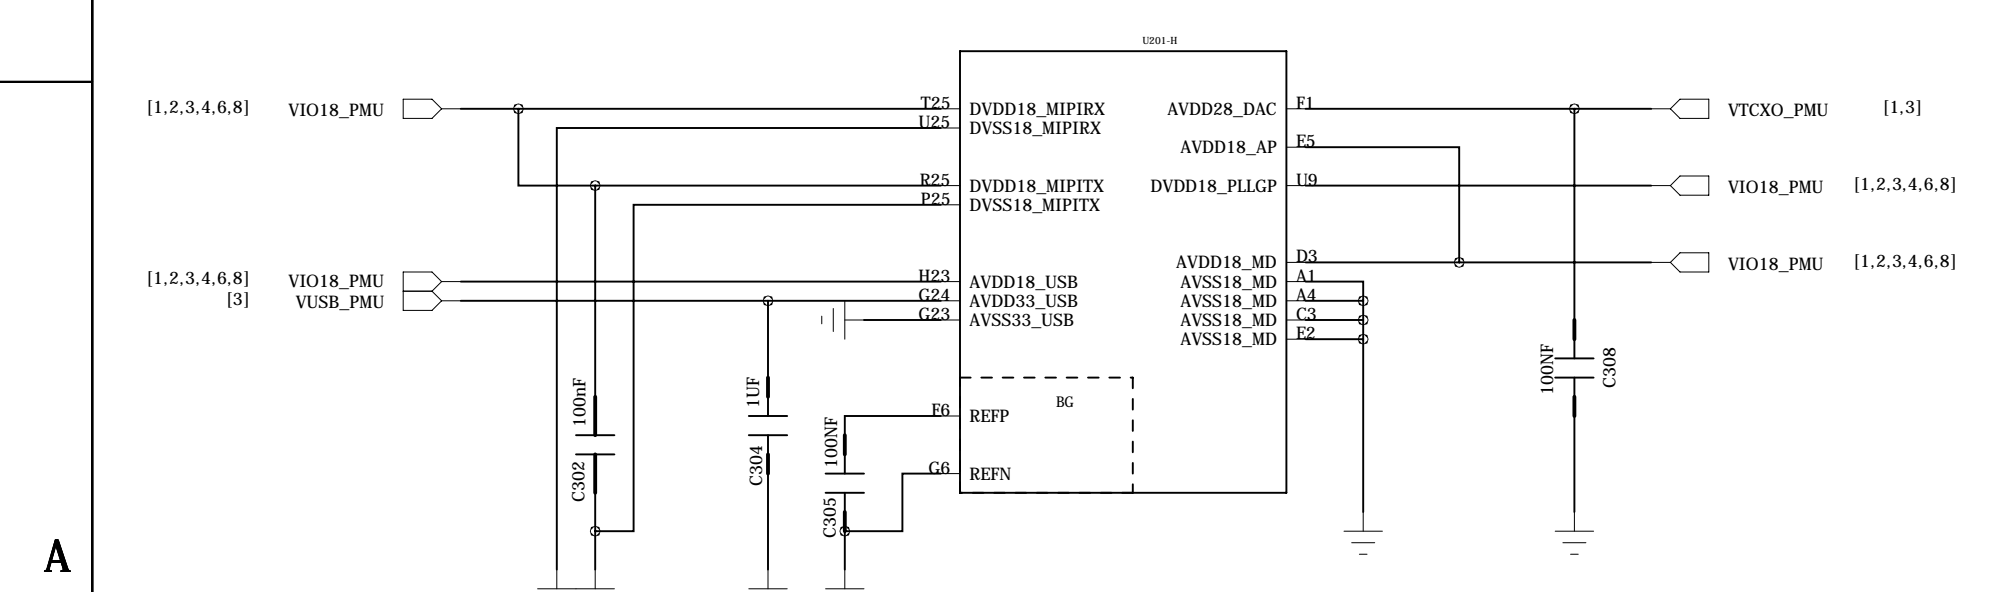 U201-H
[1,2,3,4,6,8] VIO18_PMU T25 DVDD18_MIPIRX AVDD28_DAC F1 VTCXO_PMU [1,3]
U25 DVSS18_MIPIRX
AVDD18_AP E5
R25 DVDD18_MIPITX DVDD18_PLLGP U9 VIO18_PMU [1,2,3,4,6,8]
P25 DVSS18_MIPITX
AVDD18_MD D3 VIO18_PMU [1,2,3,4,6,8]
[1,2,3,4,6,8] VIO18_PMU H23 AVDD18_USB AVSS18_MD A1
[3] VUSB_PMU G24 AVDD33_USB AVSS18_MD A4
G23 AVSS33_USB AVSS18_MD C3
AVSS18_MD E2
100NF C308
100nF C302
1UF C304
100NF C305
BG
F6 REFP
G6 REFN
A